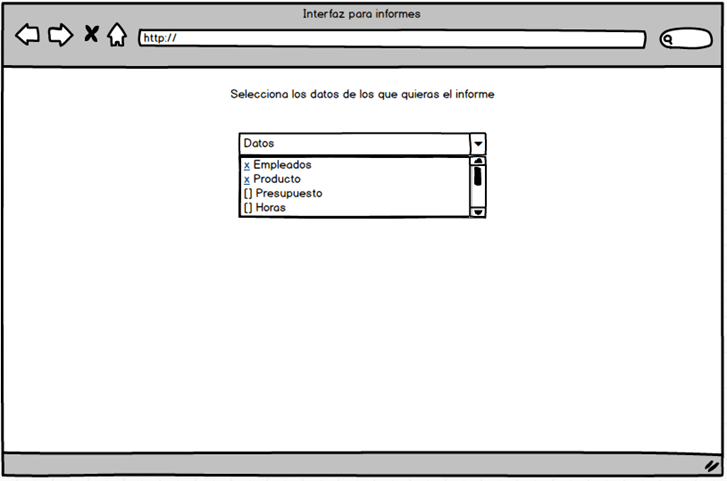 Interfaz para informes
http://
Selecciona los datos de los que quieras el informe
Datos
x Empleados
x Producto
[] Presupuesto
[] Horas